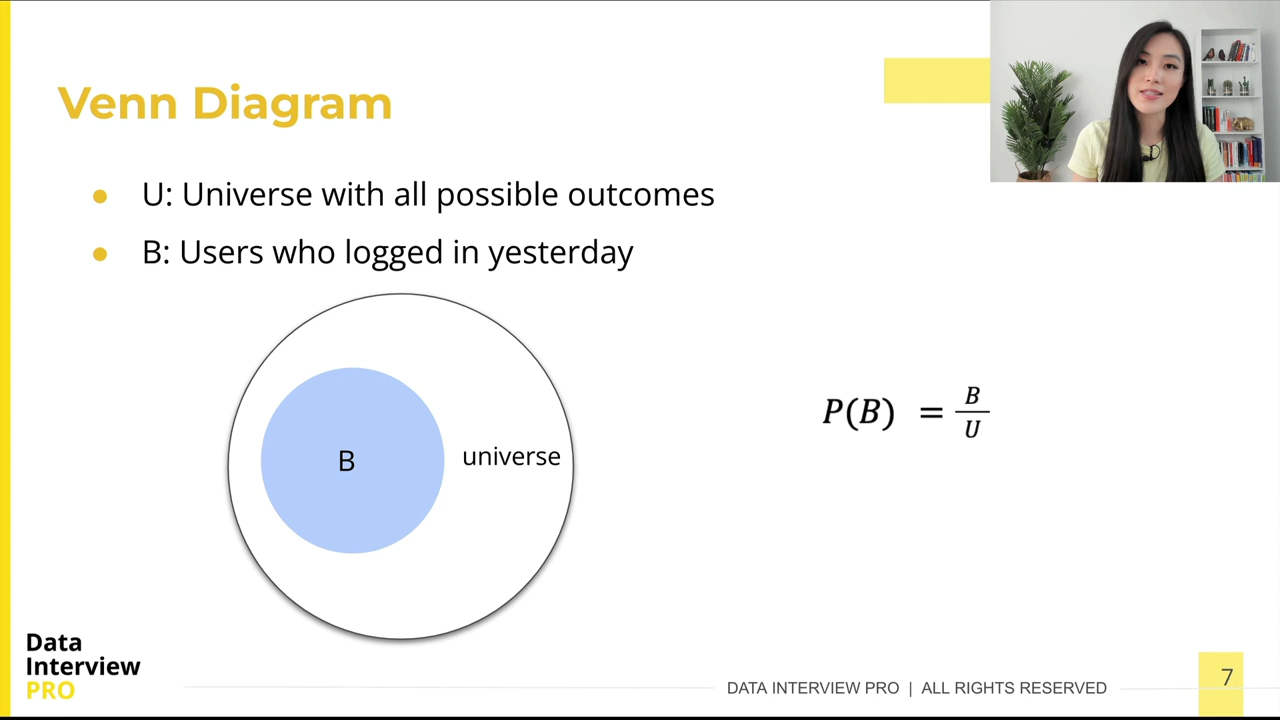 Venn Diagram
U: Universe with all possible outcomes
B: Users who logged in yesterday
B
universe
P(B) = B/U
Data
Interview
PRO
DATA INTERVIEW PRO | ALL RIGHTS RESERVED
7